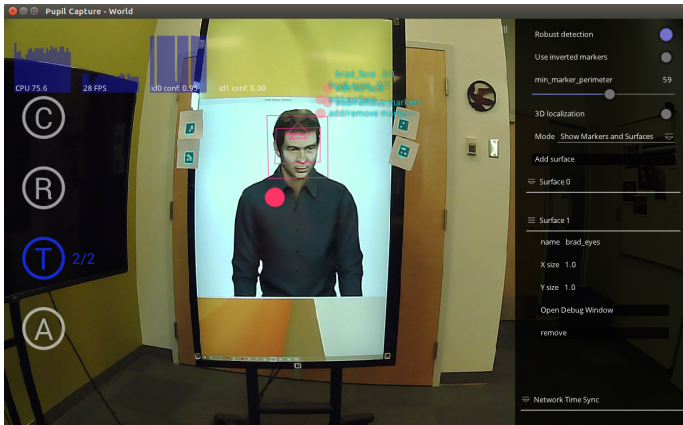 Pupil Capture - World
CPU 75.6
28 FPS
id0 conf: 0.95
id1 conf: 0.00
brad_face
add/remove markers
C
R
T 2/2
A
Robust detection
Use inverted markers
min_marker_perimeter 59
3D localization
Mode Show Markers and Surfaces
Add surface
Surface 0
Surface 1
name brad_eyes
X size 1.0
Y size 1.0
Open Debug Window
remove
Network Time Sync